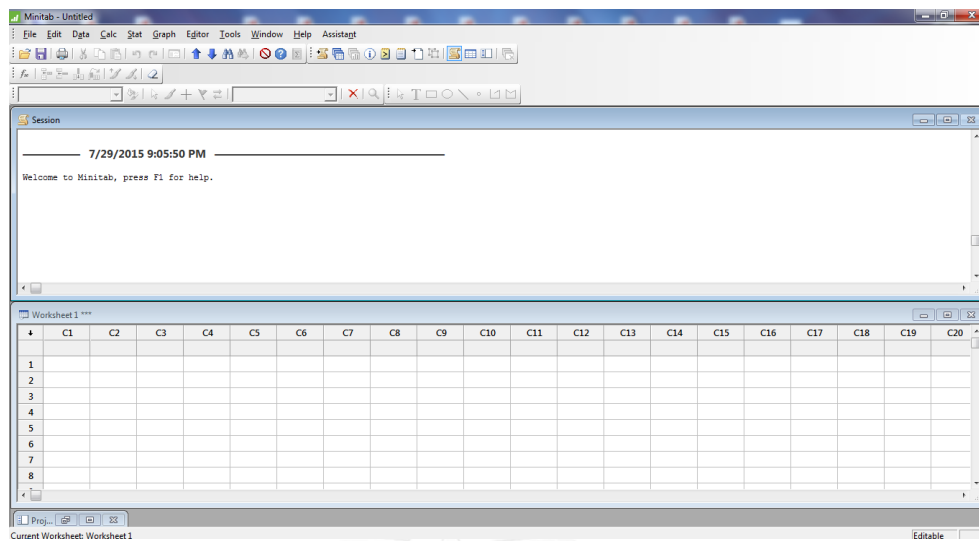 Minitab - Untitled
File Edit Data Calc Stat Graph Editor Tools Window Help Assistant
Session
7/29/2015 9:05:50 PM
Welcome to Minitab, press F1 for help.
Worksheet 1 ***
C1 C2 C3 C4 C5 C6 C7 C8 C9 C10 C11 C12 C13 C14 C15 C16 C17 C18 C19 C20
1
2
3
4
5
6
7
8
Proj...
Current Worksheet: Worksheet 1
Editable